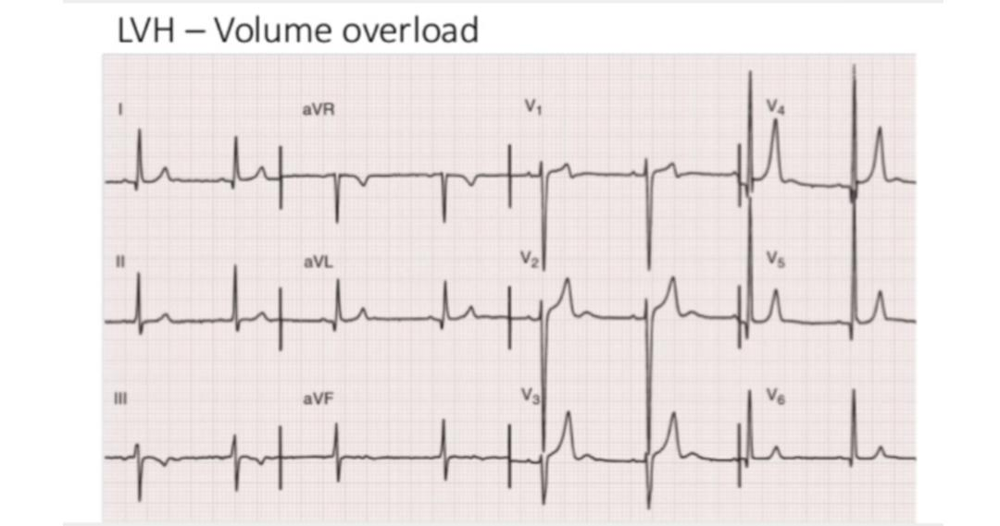 LVH – Volume overload
I
aVR
V₁
V₄
II
aVL
V₂
V₅
III
aVF
V₃
V₆